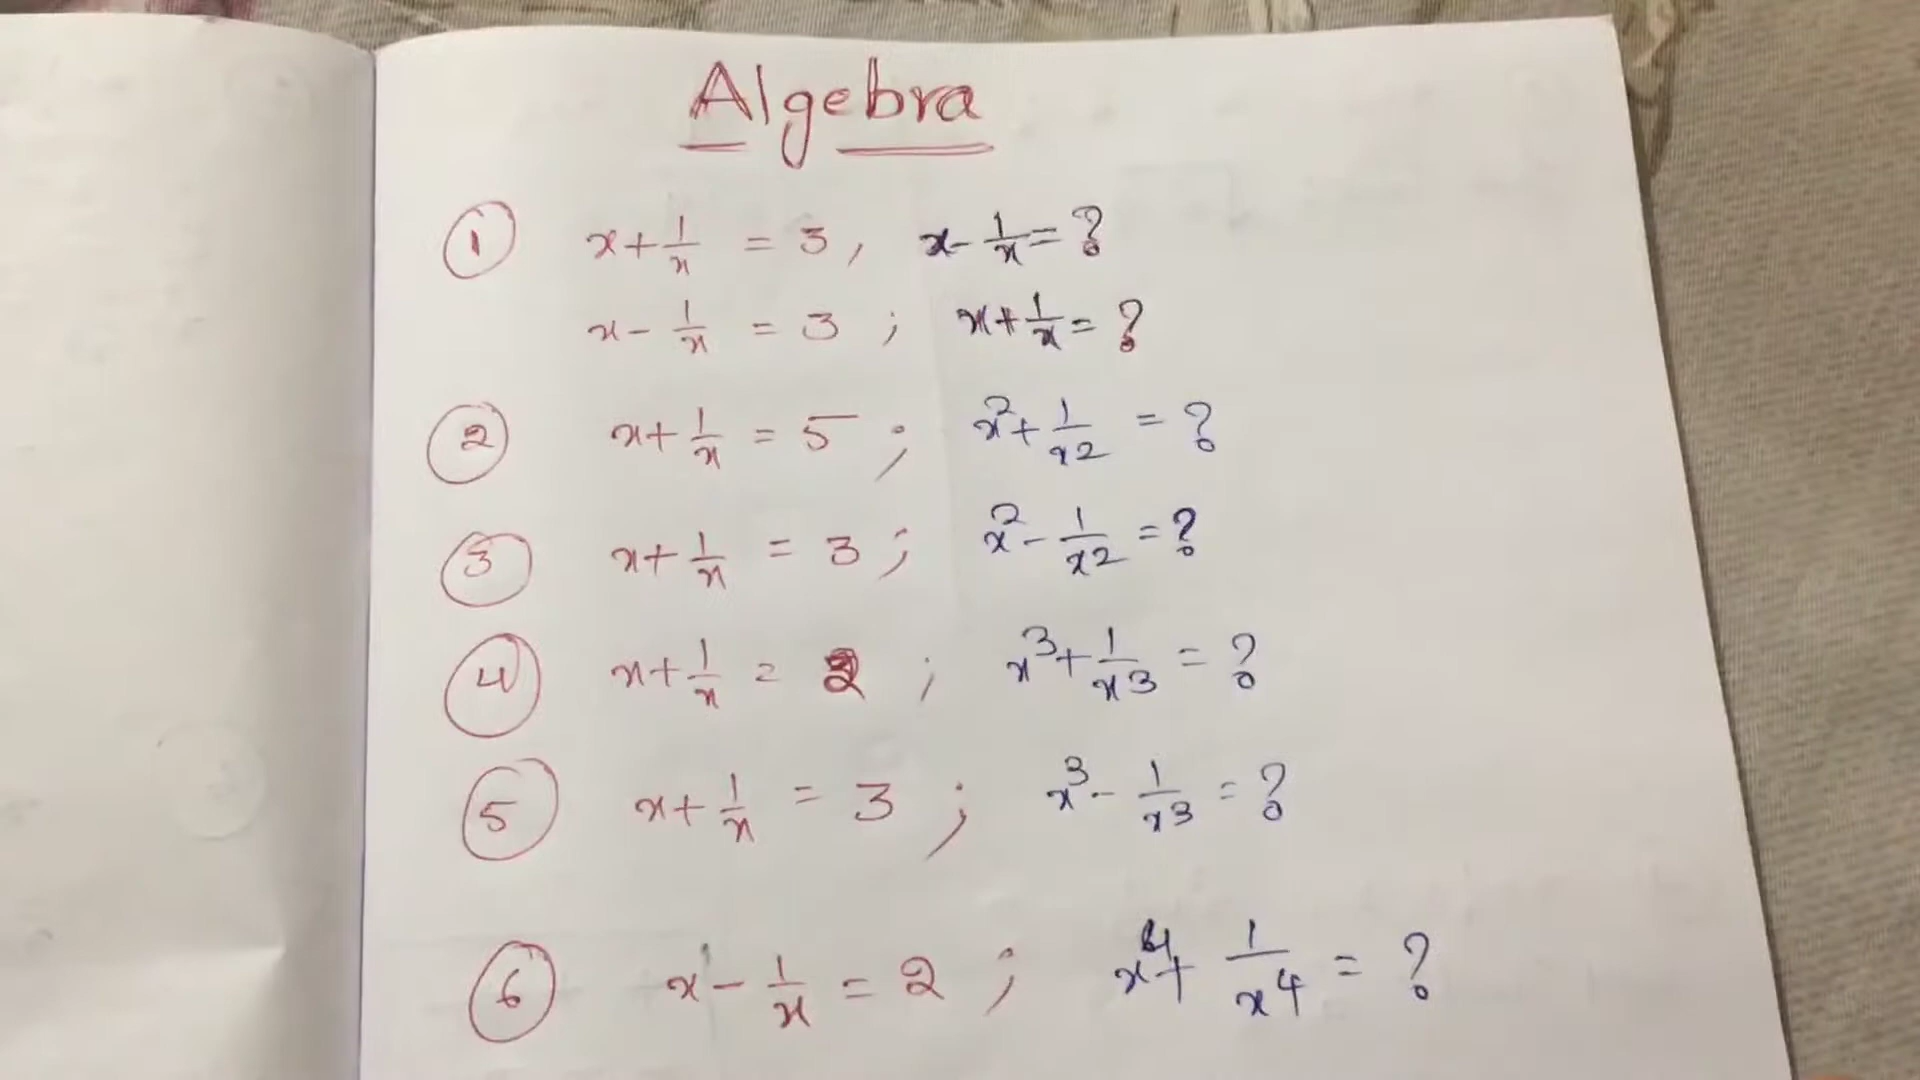 Algebra
① x + 1/x = 3, x - 1/x = ?
x - 1/x = 3 ; x + 1/x = ?
② x + 1/x = 5 ; x² + 1/x2 = ?
③ x + 1/x = 3 ; x² - 1/x2 = ?
④ x + 1/x = 2 ; x³ + 1/x3 = ?
⑤ x + 1/x = 3 ; x³ - 1/x3 = ?
⑥ x - 1/x = 2 ; x⁴ + 1/x⁴ = ?